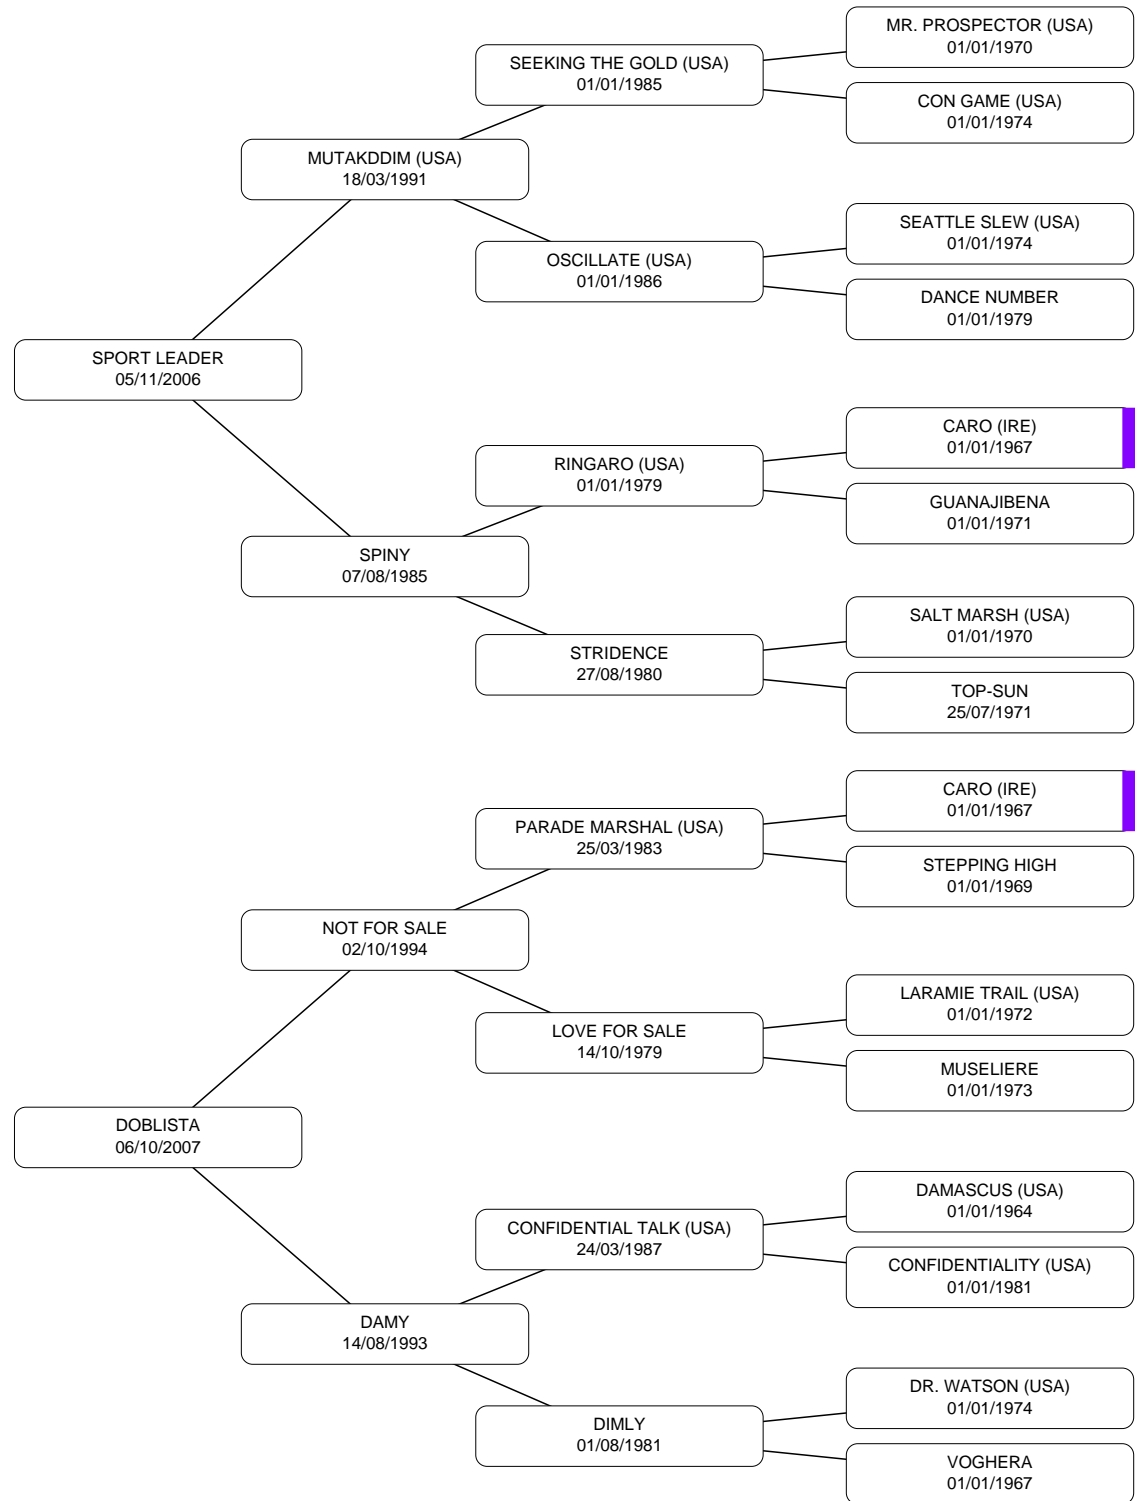 MR. PROSPECTOR (USA)
01/01/1970
SEEKING THE GOLD (USA)
01/01/1985
CON GAME (USA)
01/01/1974
MUTAKDDIM (USA)
18/03/1991
SEATTLE SLEW (USA)
01/01/1974
OSCILLATE (USA)
01/01/1986
DANCE NUMBER
01/01/1979
SPORT LEADER
05/11/2006
CARO (IRE)
01/01/1967
RINGARO (USA)
01/01/1979
GUANAJIBENA
01/01/1971
SPINY
07/08/1985
SALT MARSH (USA)
01/01/1970
STRIDENCE
27/08/1980
TOP-SUN
25/07/1971
CARO (IRE)
01/01/1967
PARADE MARSHAL (USA)
25/03/1983
STEPPING HIGH
01/01/1969
NOT FOR SALE
02/10/1994
LARAMIE TRAIL (USA)
01/01/1972
LOVE FOR SALE
14/10/1979
MUSELIERE
01/01/1973
DOBLISTA
06/10/2007
DAMASCUS (USA)
01/01/1964
CONFIDENTIAL TALK (USA)
24/03/1987
CONFIDENTIALITY (USA)
01/01/1981
DAMY
14/08/1993
DR. WATSON (USA)
01/01/1974
DIMLY
01/08/1981
VOGHERA
01/01/1967